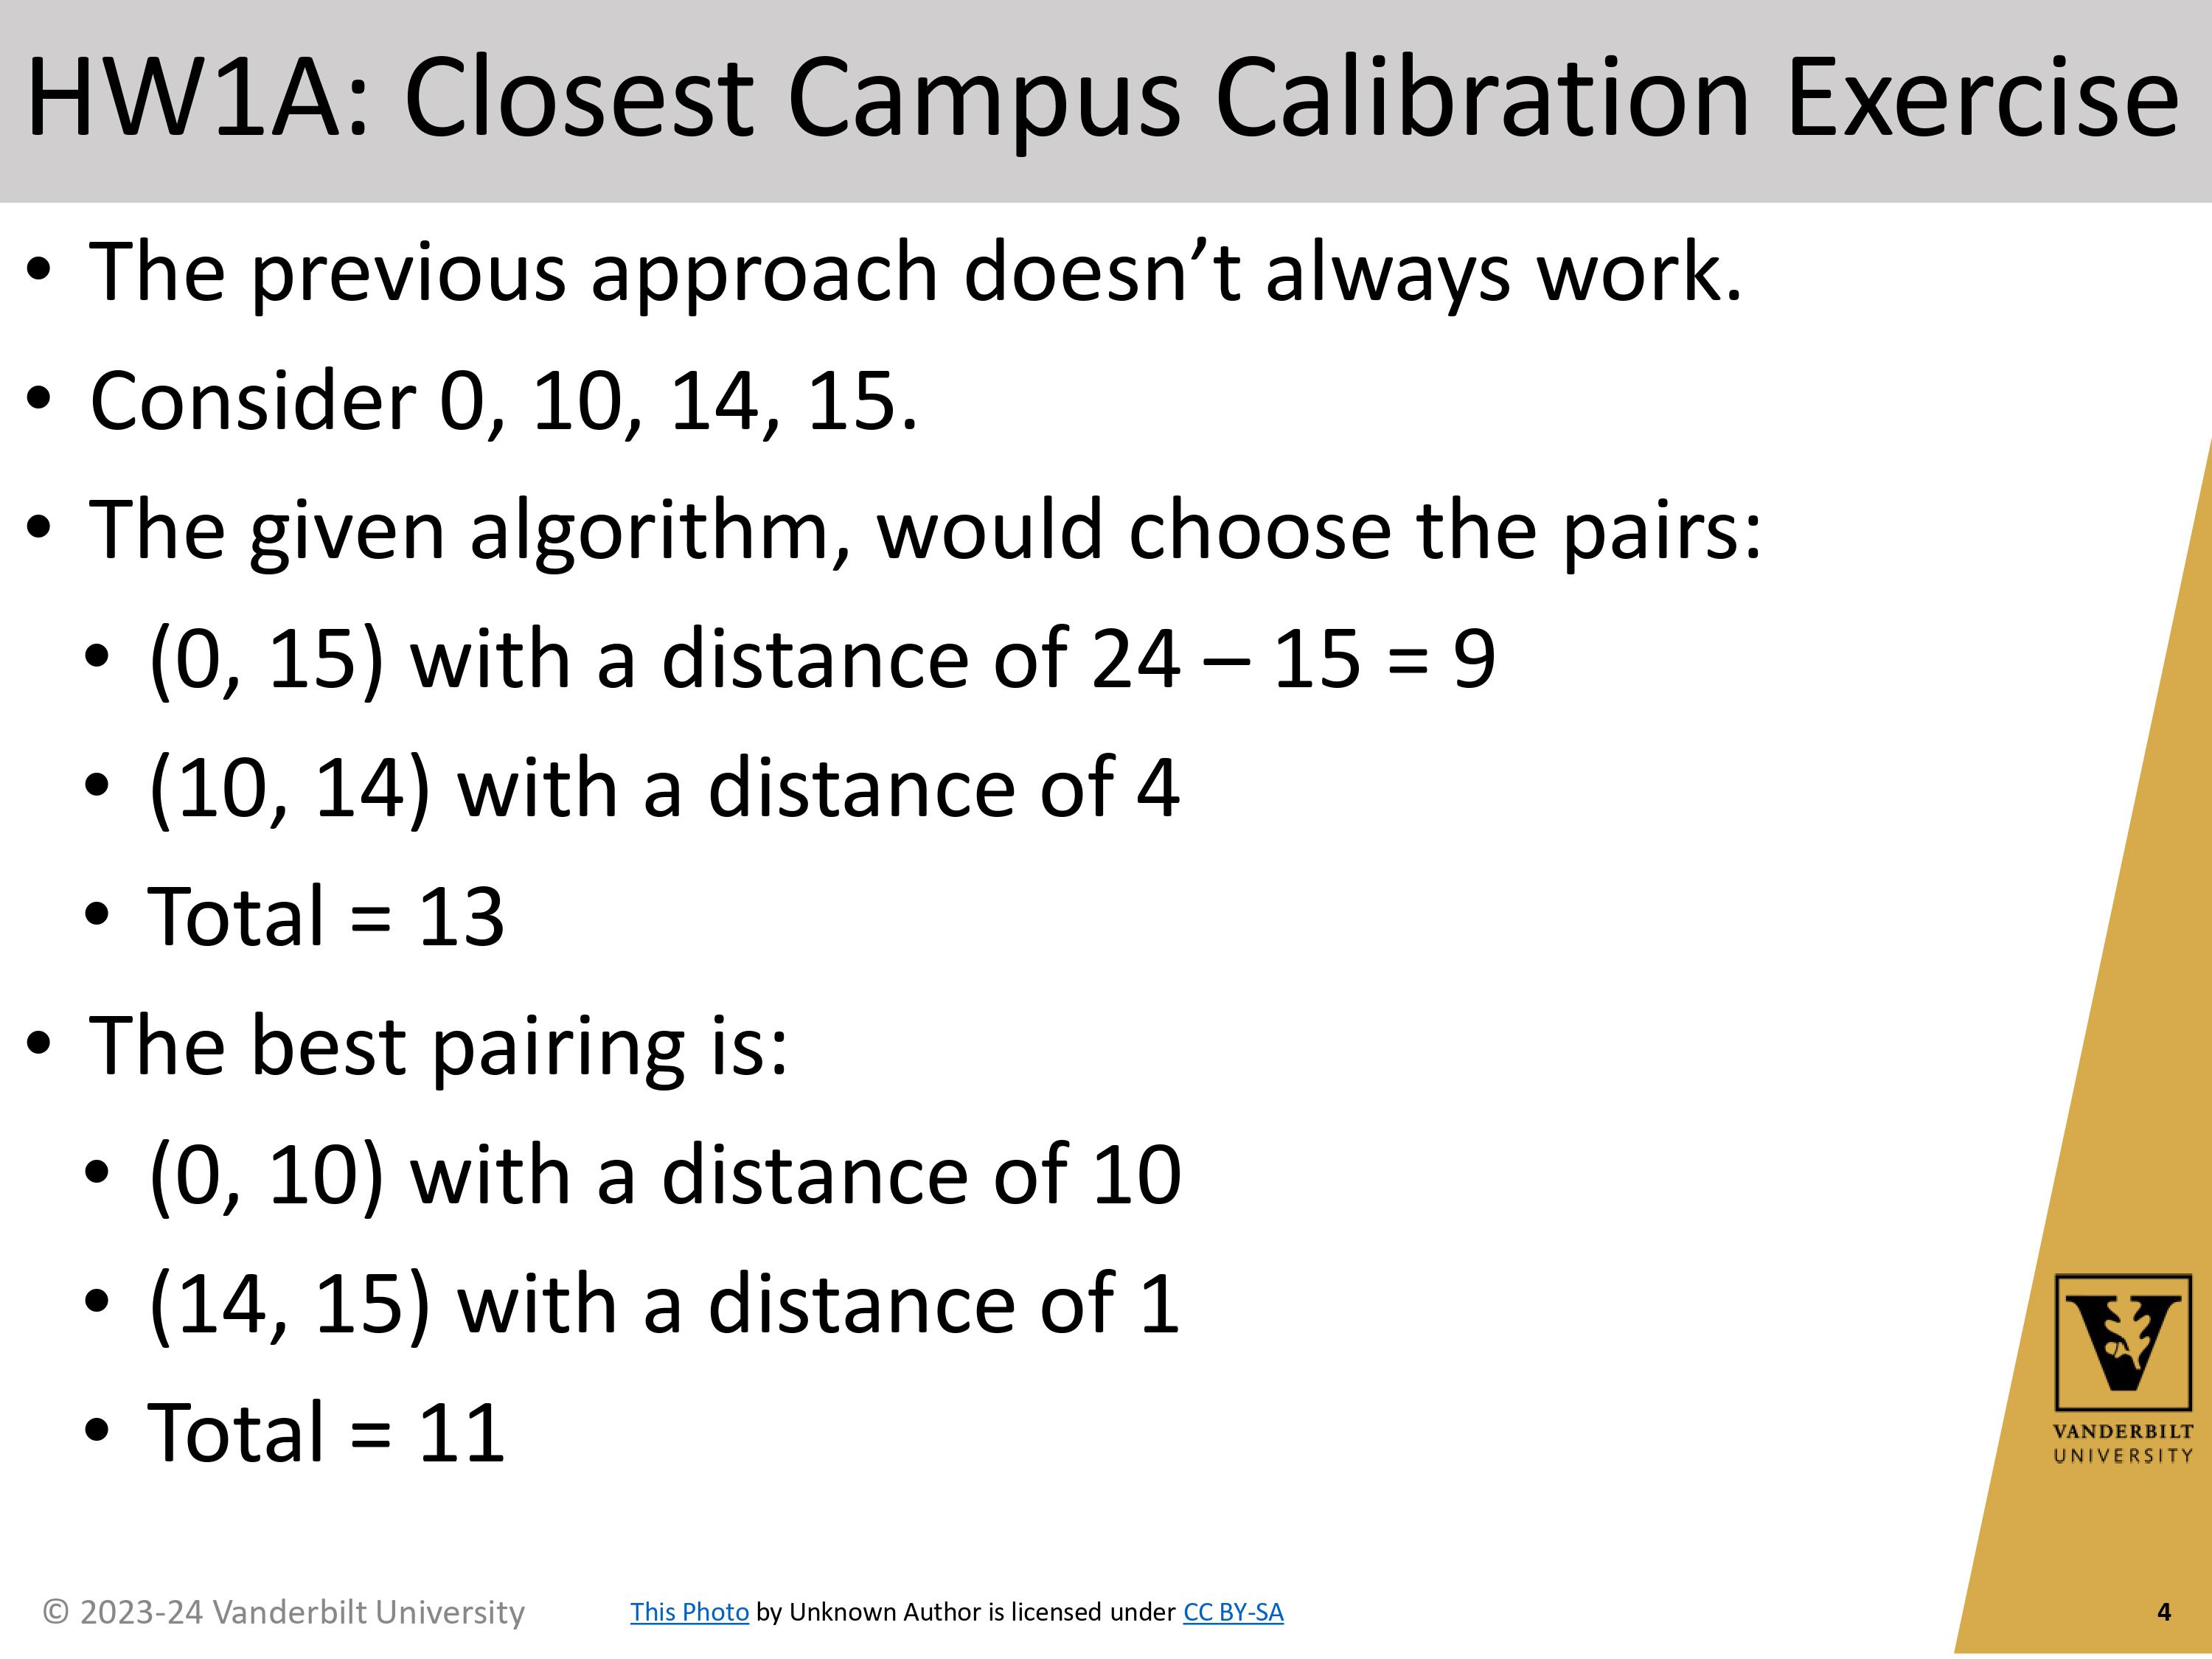 HW1A: Closest Campus Calibration Exercise
• The previous approach doesn’t always work.
• Consider 0, 10, 14, 15.
• The given algorithm, would choose the pairs:
• (0, 15) with a distance of 24 – 15 = 9
• (10, 14) with a distance of 4
• Total = 13
• The best pairing is:
• (0, 10) with a distance of 10
• (14, 15) with a distance of 1
• Total = 11
V
VANDERBILT
UNIVERSITY
© 2023-24 Vanderbilt University
This Photo by Unknown Author is licensed under CC BY-SA
4